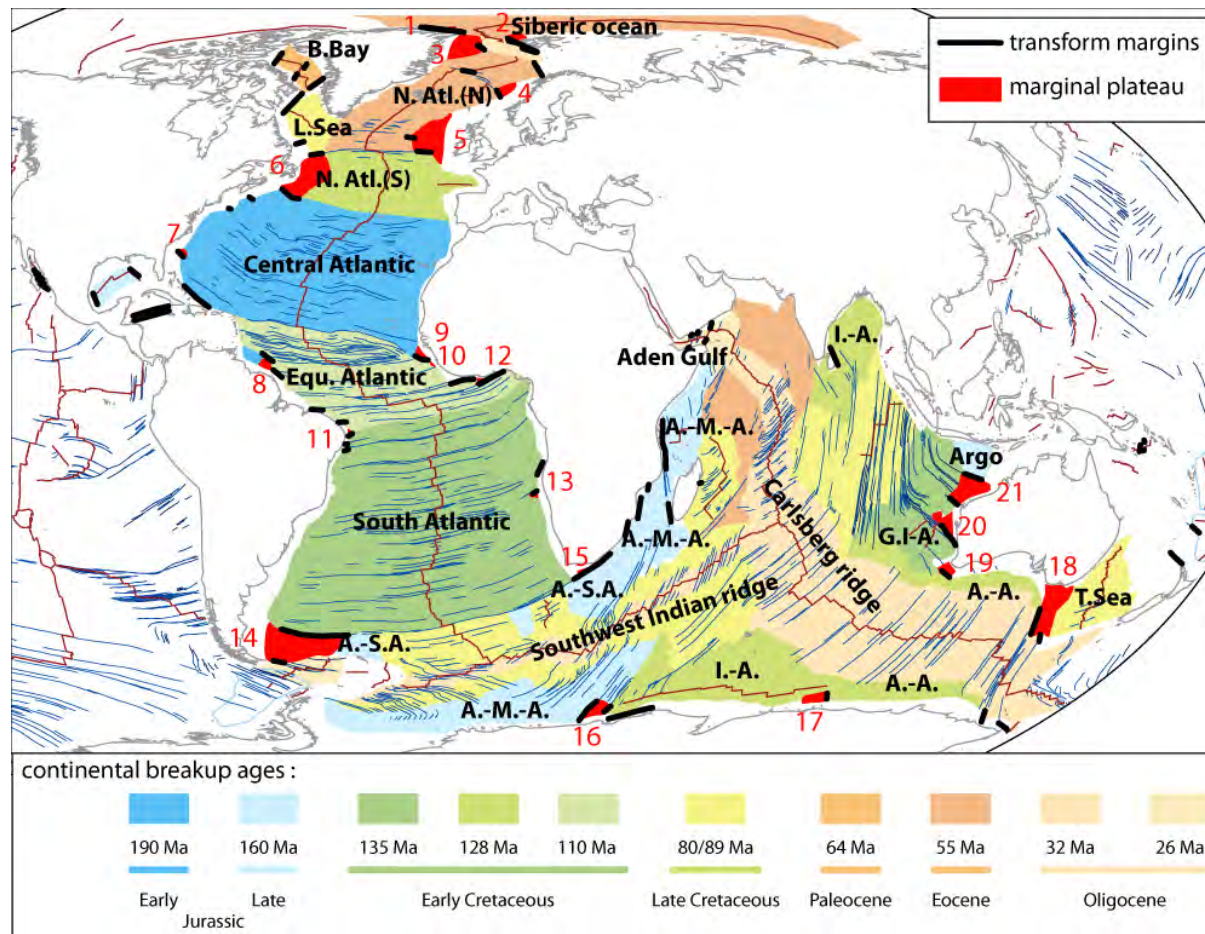 1
2
Siberic ocean
transform margins
marginal plateau
B.Bay
3
N. Atl.(N)
4
L.Sea
5
6
N. Atl.(S)
7
Central Atlantic
9
10
12
8
Equ. Atlantic
Aden Gulf
I.-A.
11
A.-M.-A.
Argo
13
21
South Atlantic
Carlsberg ridge
20
G.I-A.
A.-M.-A.
15
19
18
A.-S.A.
A.-A.
T.Sea
14
A.-S.A.
Southwest Indian ridge
I.-A.
A.-A.
A.-M.-A.
16
17
continental breakup ages :
190 Ma 160 Ma 135 Ma 128 Ma 110 Ma 80/89 Ma 64 Ma 55 Ma 32 Ma 26 Ma
Early Late Early Cretaceous Late Cretaceous Paleocene Eocene Oligocene
Jurassic